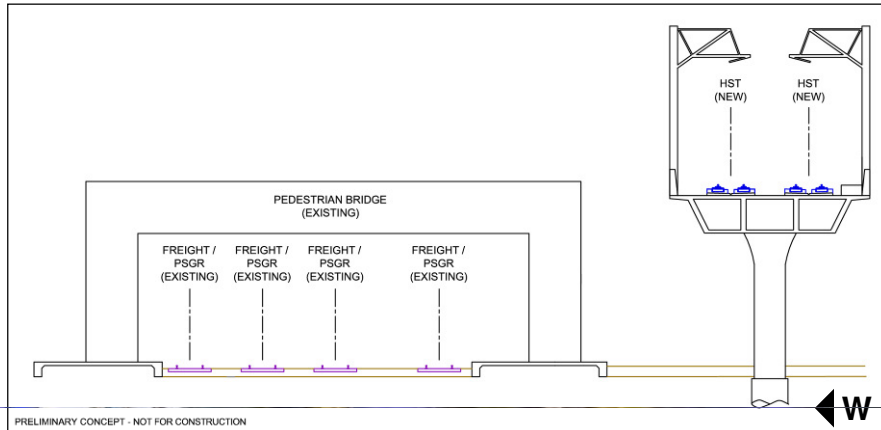 HST
(NEW)
HST
(NEW)
PEDESTRIAN BRIDGE
(EXISTING)
FREIGHT /
PSGR
(EXISTING)
FREIGHT /
PSGR
(EXISTING)
FREIGHT /
PSGR
(EXISTING)
FREIGHT /
PSGR
(EXISTING)
W
PRELIMINARY CONCEPT - NOT FOR CONSTRUCTION